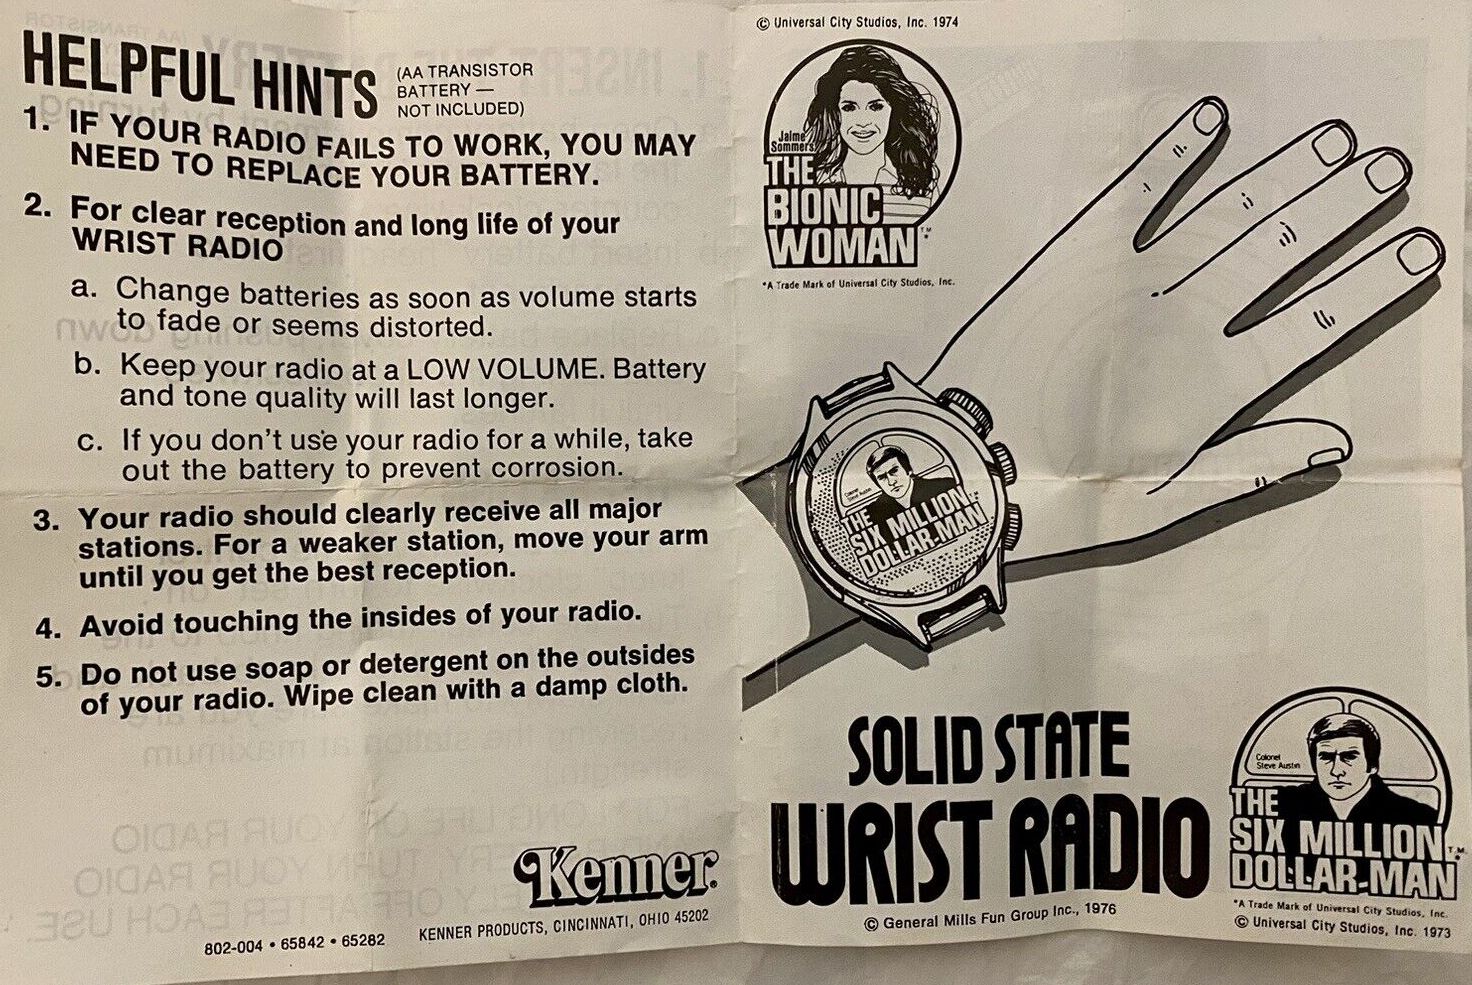 HELPFUL HINTS
(AA TRANSISTOR
BATTERY —
NOT INCLUDED)
1. IF YOUR RADIO FAILS TO WORK, YOU MAY
NEED TO REPLACE YOUR BATTERY.
2. For clear reception and long life of your
WRIST RADIO
a. Change batteries as soon as volume starts
to fade or seems distorted.
b. Keep your radio at a LOW VOLUME. Battery
and tone quality will last longer.
c. If you don't use your radio for a while, take
out the battery to prevent corrosion.
3. Your radio should clearly receive all major
stations. For a weaker station, move your arm
until you get the best reception.
4. Avoid touching the insides of your radio.
5. Do not use soap or detergent on the outsides
of your radio. Wipe clean with a damp cloth.
Kenner
KENNER PRODUCTS, CINCINNATI, OHIO 45202
802-004 • 65842 • 65282
© Universal City Studios, Inc. 1974
Jaime
Sommers
THE
BIONIC
WOMAN™*
*A Trade Mark of Universal City Studios, Inc.
Colonel
Steve Austin
THE
SIX MILLION
DOLLAR-MAN
SOLID STATE
WRIST RADIO
© General Mills Fun Group Inc., 1976
Colonel
Steve Austin
THE
SIX MILLION
DOLLAR-MAN
T.M.*
*A Trade Mark of Universal City Studios, Inc.
© Universal City Studios, Inc. 1973